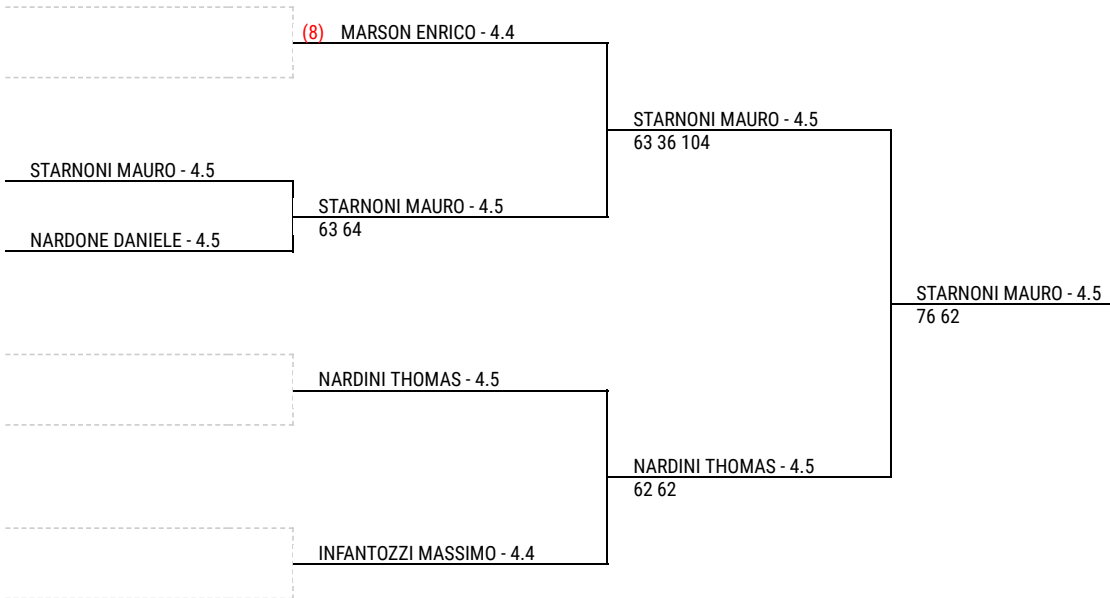 (8) MARSON ENRICO - 4.4
STARNONI MAURO - 4.5
63 36 104
STARNONI MAURO - 4.5
STARNONI MAURO - 4.5
63 64
NARDONE DANIELE - 4.5
STARNONI MAURO - 4.5
76 62
NARDINI THOMAS - 4.5
NARDINI THOMAS - 4.5
62 62
INFANTOZZI MASSIMO - 4.4